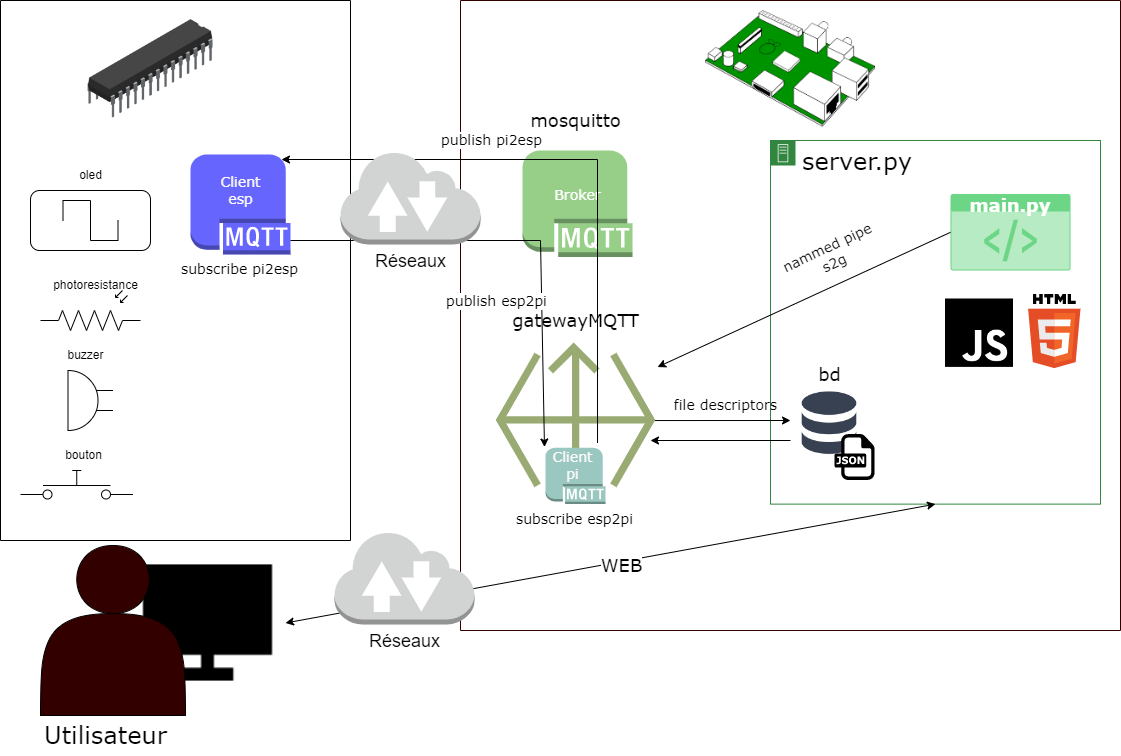 mosquitto
publish pi2esp
server.py
oled
Client
esp
MQTT
subscribe pi2esp
Réseaux
Broker
MQTT
main.py
</>
nammed pipe
s2g
photoresistance
publish esp2pi
gatewayMQTT
JS
HTML
5
buzzer
bd
file descriptors
JSON
bouton
Client
pi
MQTT
subscribe esp2pi
WEB
Réseaux
Utilisateur